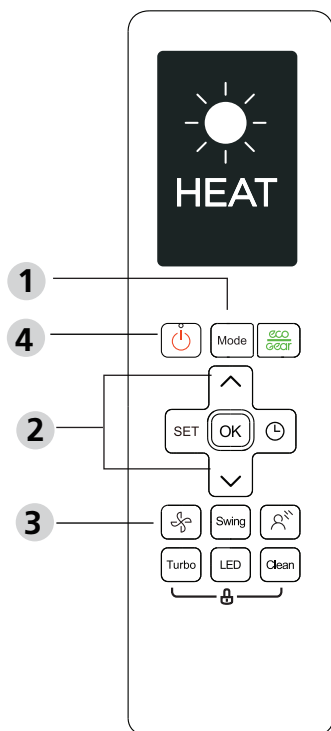 HEAT
1
4
Mode
eco
Gear
2
SET
OK
3
Swing
Turbo
LED
Clean